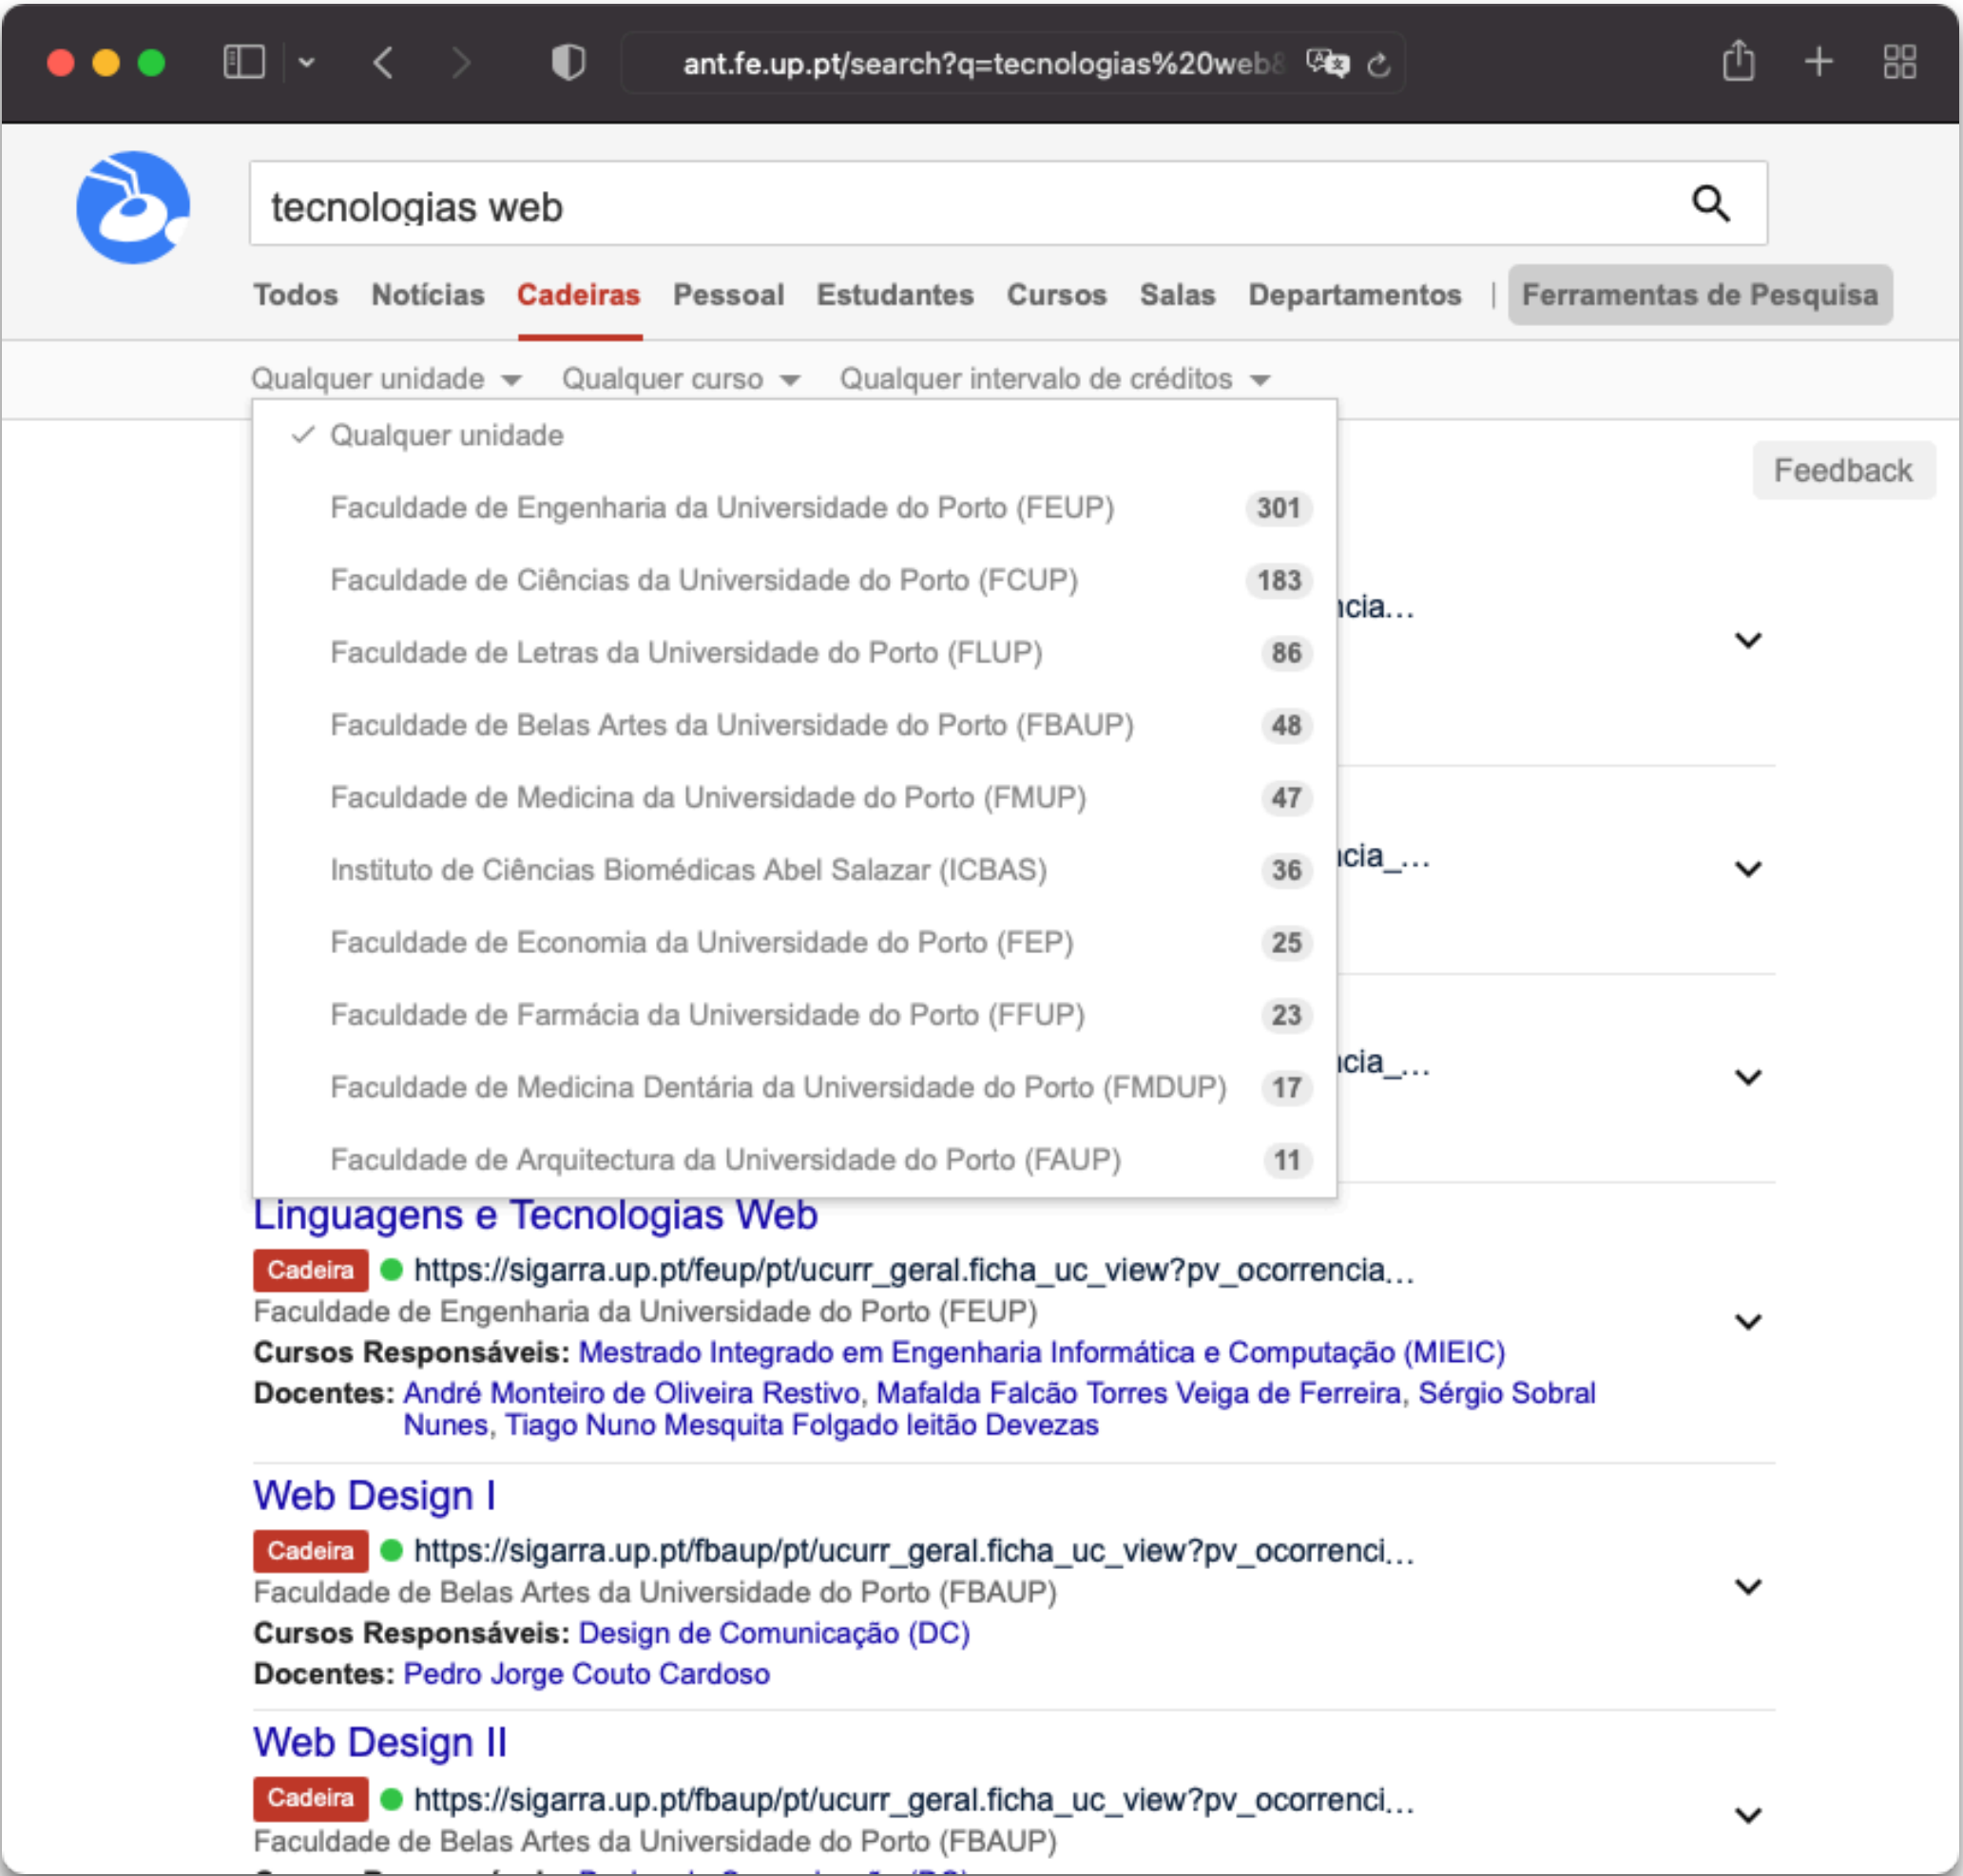 ant.fe.up.pt/search?q=tecnologias%20web&
tecnologias web
Todos Notícias Cadeiras Pessoal Estudantes Cursos Salas Departamentos | Ferramentas de Pesquisa
Qualquer unidade Qualquer curso Qualquer intervalo de créditos
Qualquer unidade
Feedback
Faculdade de Engenharia da Universidade do Porto (FEUP) 301
Faculdade de Ciências da Universidade do Porto (FCUP) 183
ncia...
Faculdade de Letras da Universidade do Porto (FLUP) 86
Faculdade de Belas Artes da Universidade do Porto (FBAUP) 48
Faculdade de Medicina da Universidade do Porto (FMUP) 47
Instituto de Ciências Biomédicas Abel Salazar (ICBAS) 36
ncia_...
Faculdade de Economia da Universidade do Porto (FEP) 25
Faculdade de Farmácia da Universidade do Porto (FFUP) 23
ncia_...
Faculdade de Medicina Dentária da Universidade do Porto (FMDUP) 17
Faculdade de Arquitectura da Universidade do Porto (FAUP) 11
Linguagens e Tecnologias Web
Cadeira https://sigarra.up.pt/feup/pt/ucurr_geral.ficha_uc_view?pv_ocorrencia...
Faculdade de Engenharia da Universidade do Porto (FEUP)
Cursos Responsáveis: Mestrado Integrado em Engenharia Informática e Computação (MIEIC)
Docentes: André Monteiro de Oliveira Restivo, Mafalda Falcão Torres Veiga de Ferreira, Sérgio Sobral
Nunes, Tiago Nuno Mesquita Folgado leitão Devezas
Web Design I
Cadeira https://sigarra.up.pt/fbaup/pt/ucurr_geral.ficha_uc_view?pv_ocorrenci...
Faculdade de Belas Artes da Universidade do Porto (FBAUP)
Cursos Responsáveis: Design de Comunicação (DC)
Docentes: Pedro Jorge Couto Cardoso
Web Design II
Cadeira https://sigarra.up.pt/fbaup/pt/ucurr_geral.ficha_uc_view?pv_ocorrenci...
Faculdade de Belas Artes da Universidade do Porto (FBAUP)